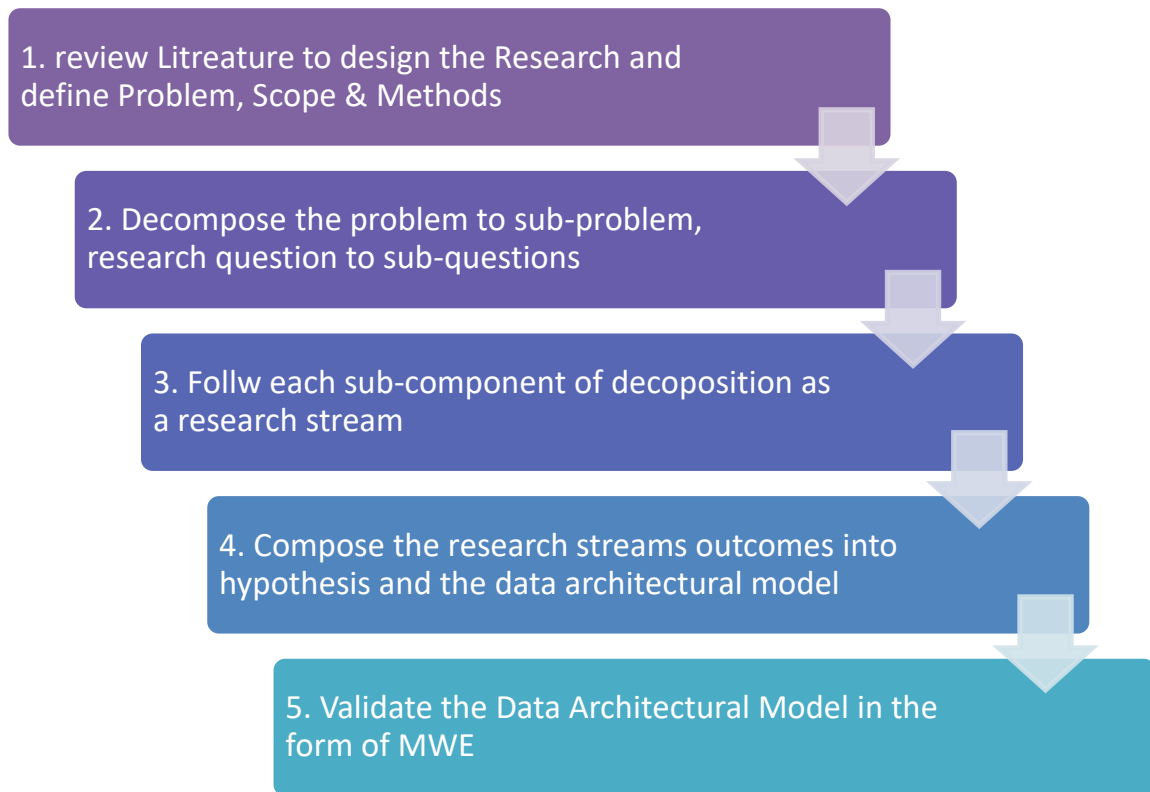 1. review Litreature to design the Research and
define Problem, Scope & Methods
2. Decompose the problem to sub-problem,
research question to sub-questions
3. Follw each sub-component of decoposition as
a research stream
4. Compose the research streams outcomes into
hypothesis and the data architectural model
5. Validate the Data Architectural Model in the
form of MWE